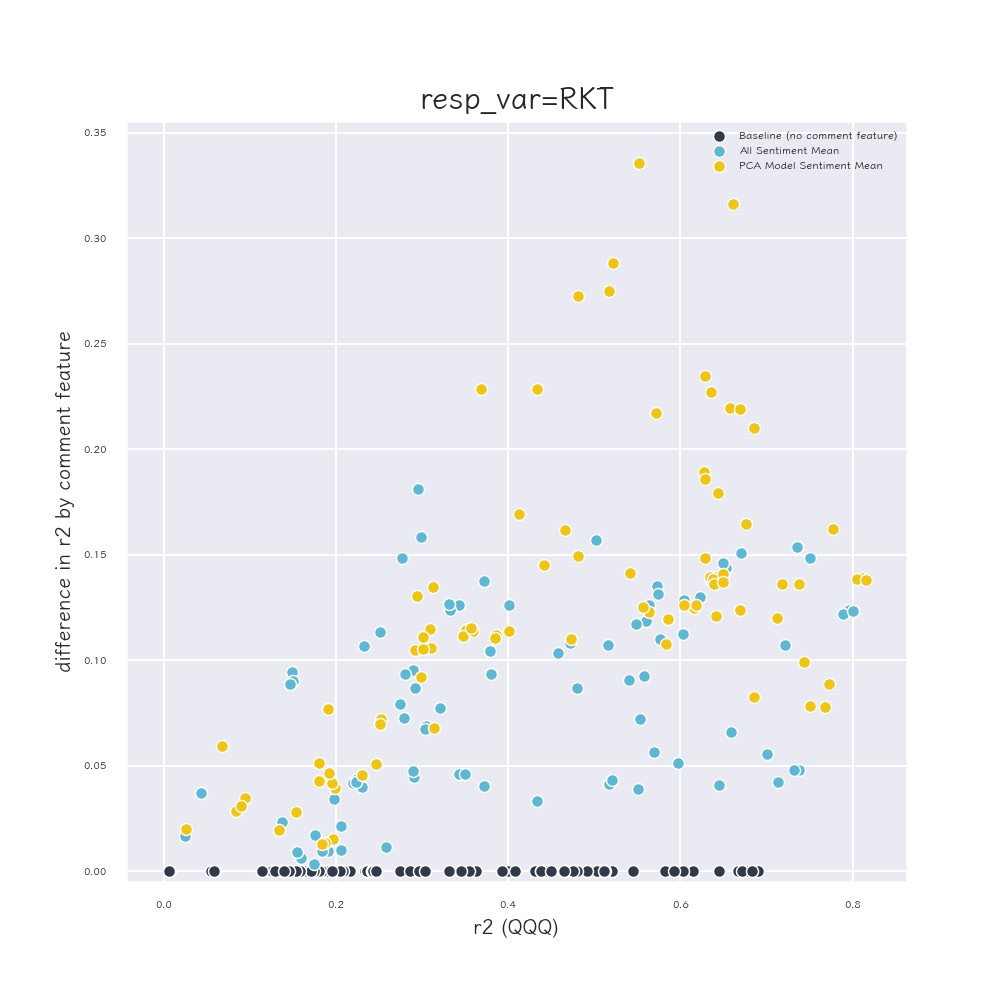 resp_var=RKT
0.35
Baseline (no comment feature)
All Sentiment Mean
PCA Model Sentiment Mean
0.30
0.25
0.20
0.15
0.10
0.05
0.00
difference in r2 by comment feature
0.0 0.2 0.4 0.6 0.8
r2 (QQQ)